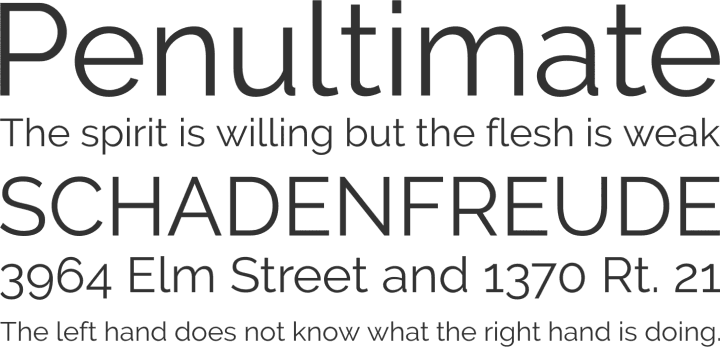 Penultimate
The spirit is willing but the flesh is weak
SCHADENFREUDE
3964 Elm Street and 1370 Rt. 21
The left hand does not know what the right hand is doing.